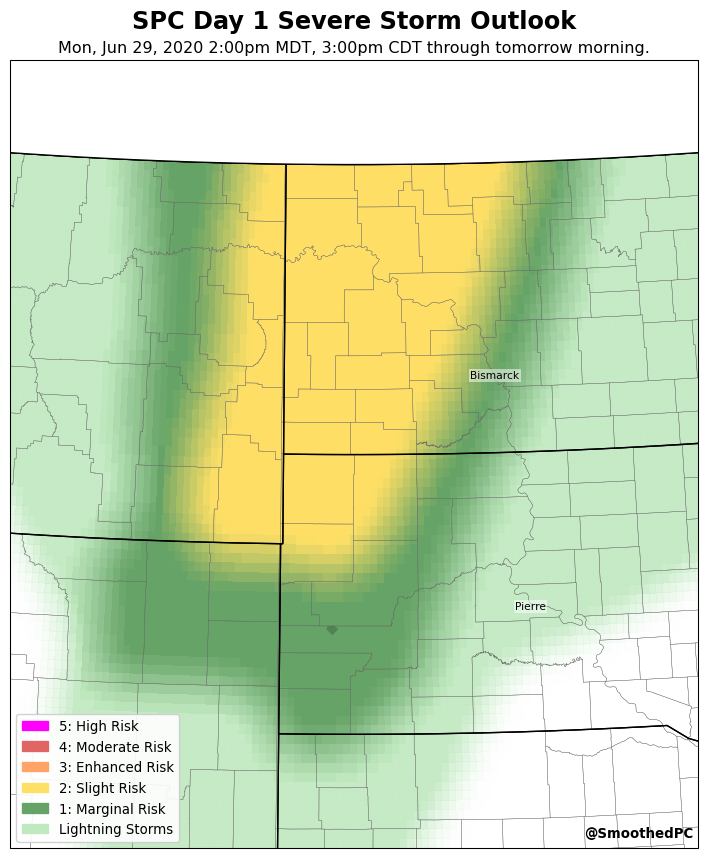 SPC Day 1 Severe Storm Outlook
Mon, Jun 29, 2020 2:00pm MDT, 3:00pm CDT through tomorrow morning.
Bismarck
Pierre
5: High Risk
4: Moderate Risk
3: Enhanced Risk
2: Slight Risk
1: Marginal Risk
Lightning Storms
@SmoothedPC